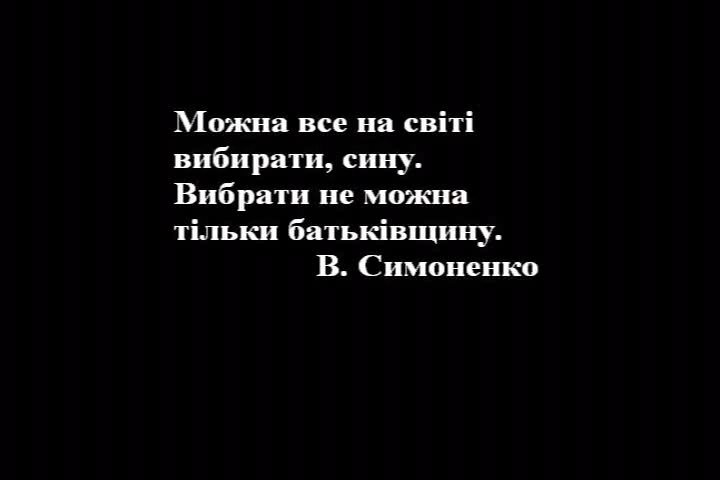 Можна все на світі
вибирати, сину.
Вибрати не можна
тільки батьківщину.
В. Симоненко